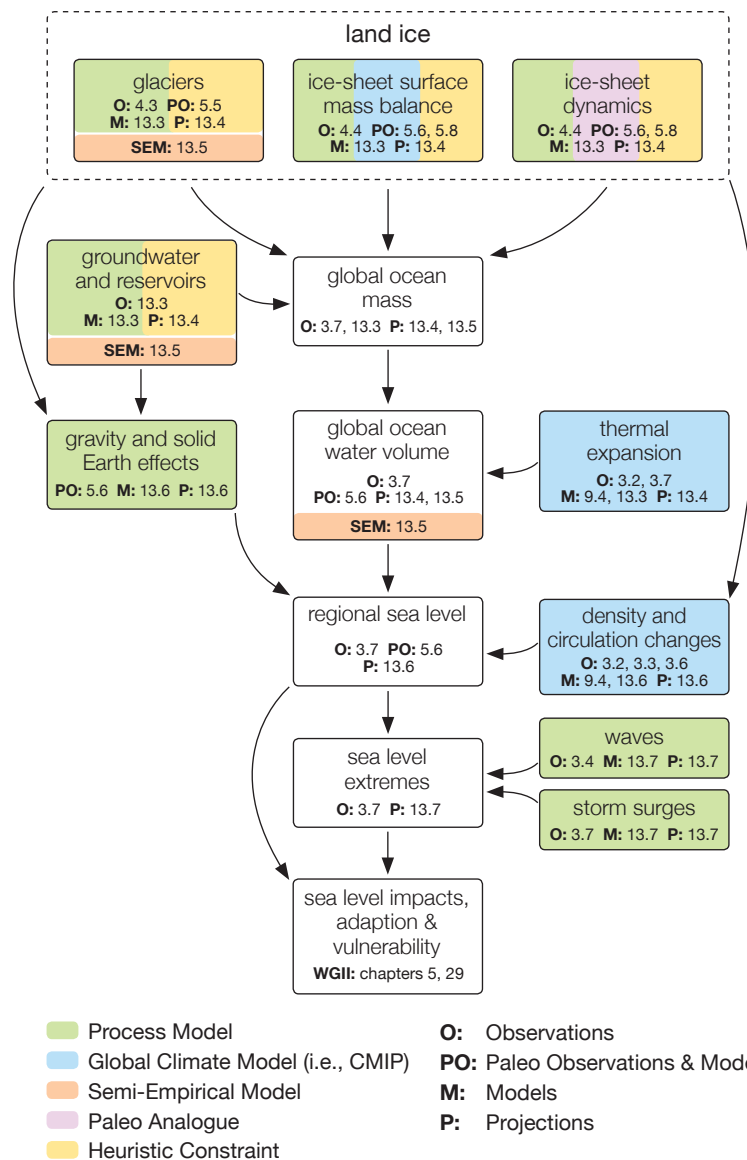 land ice
glaciers
O: 4.3 PO: 5.5
M: 13.3 P: 13.4
SEM: 13.5
ice-sheet surface
mass balance
O: 4.4 PO: 5.6, 5.8
M: 13.3 P: 13.4
ice-sheet
dynamics
O: 4.4 PO: 5.6, 5.8
M: 13.3 P: 13.4
groundwater
and reservoirs
O: 13.3
M: 13.3 P: 13.4
SEM: 13.5
global ocean
mass
O: 3.7, 13.3 P: 13.4, 13.5
gravity and solid
Earth effects
PO: 5.6 M: 13.6 P: 13.6
global ocean
water volume
O: 3.7
PO: 5.6 P: 13.4, 13.5
SEM: 13.5
thermal
expansion
O: 3.2, 3.7
M: 9.4, 13.3 P: 13.4
regional sea level
O: 3.7 PO: 5.6
P: 13.6
density and
circulation changes
O: 3.2, 3.3, 3.6
M: 9.4, 13.6 P: 13.6
sea level
extremes
O: 3.7 P: 13.7
waves
O: 3.4 M: 13.7 P: 13.7
storm surges
O: 3.7 M: 13.7 P: 13.7
sea level impacts,
adaption &
vulnerability
WGII: chapters 5, 29
Process Model
Global Climate Model (i.e., CMIP)
Semi-Empirical Model
Paleo Analogue
Heuristic Constraint
O: Observations
PO: Paleo Observations & Mode
M: Models
P: Projections